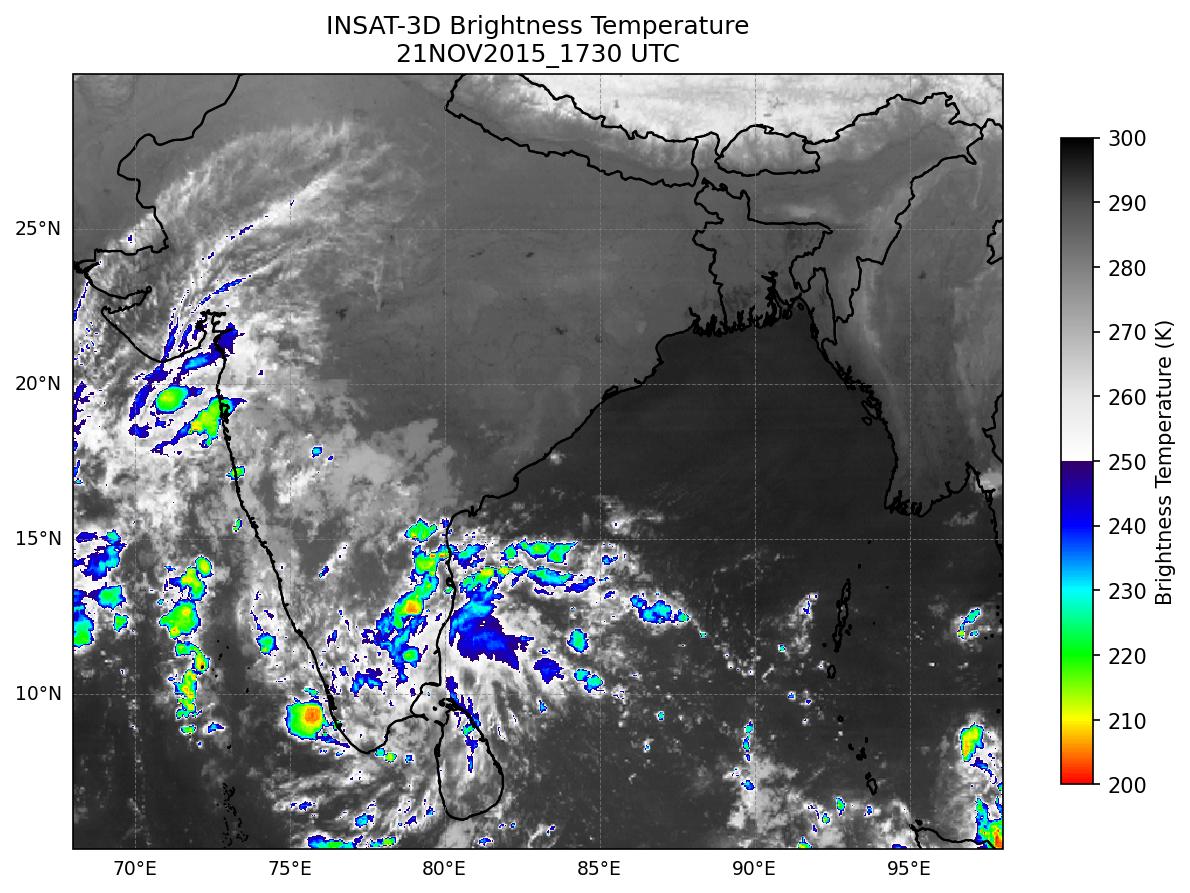 INSAT-3D Brightness Temperature
21NOV2015_1730 UTC
25°N
20°N
15°N
10°N
70°E
75°E
80°E
85°E
90°E
95°E
300
290
280
270
260
250
240
230
220
210
200
Brightness Temperature (K)